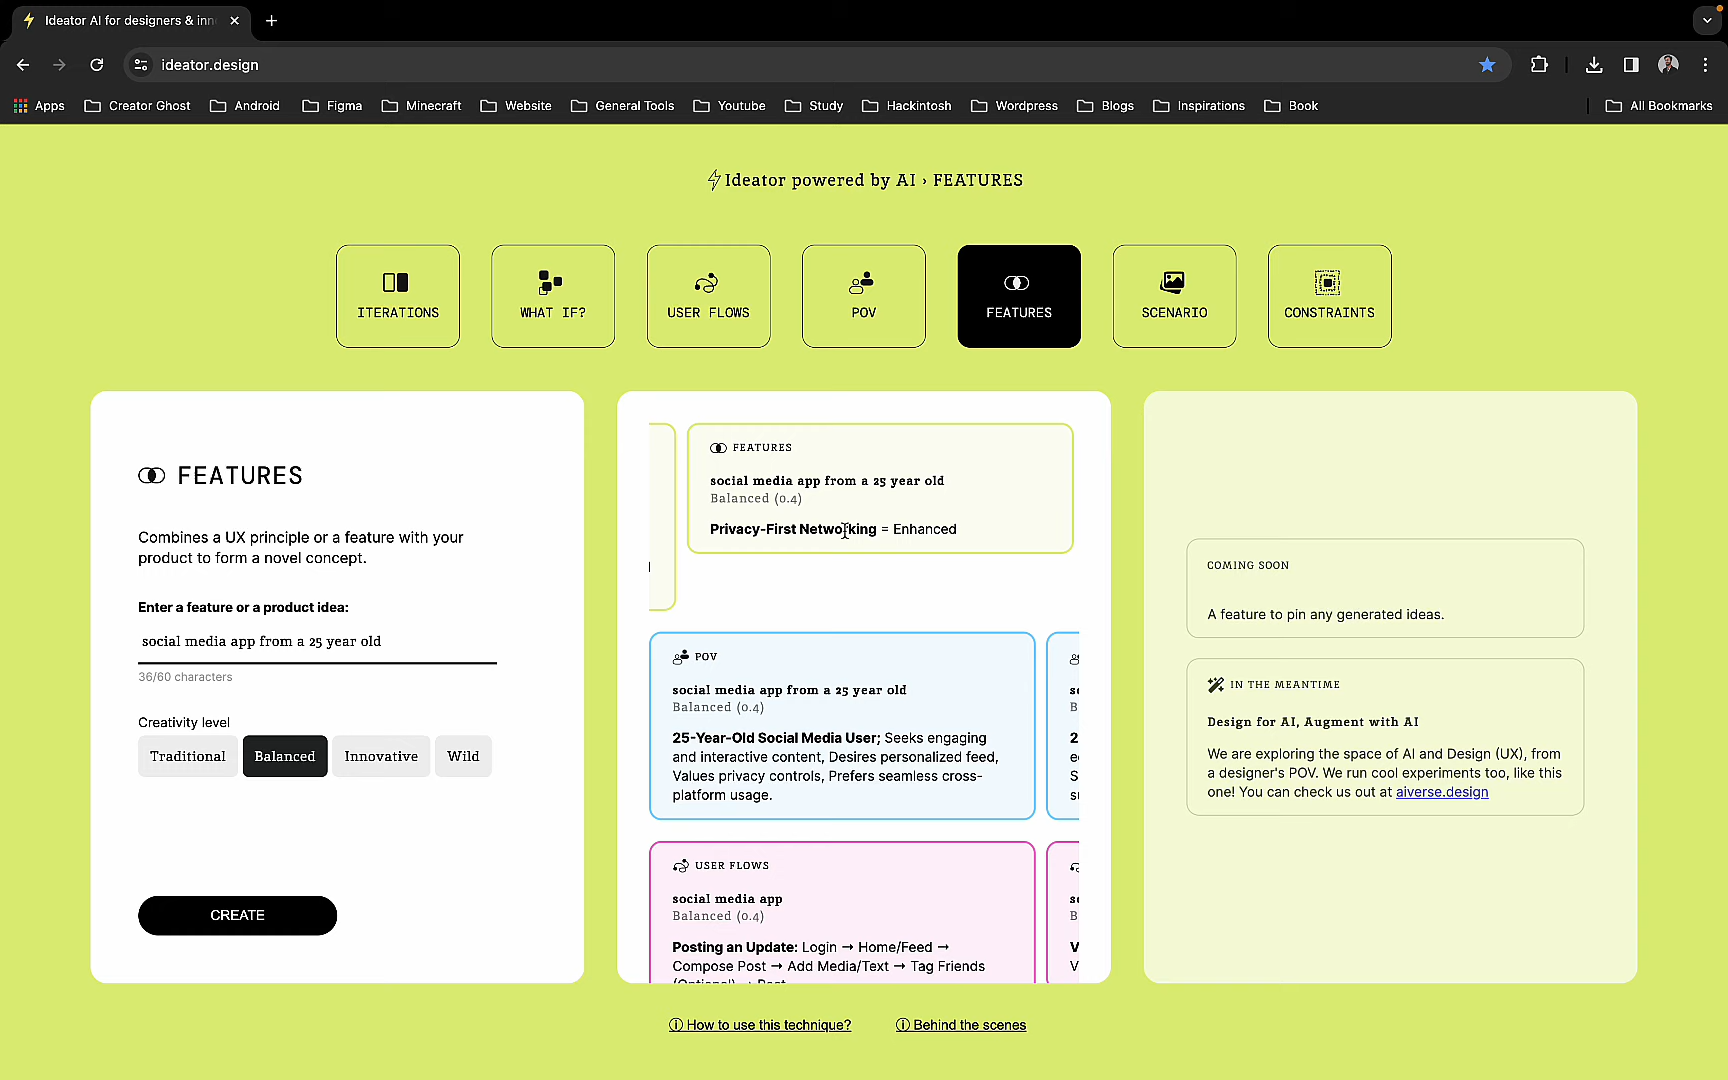 Ideator AI for designers & inn
ideator.design
Apps
Creator Ghost
Android
Figma
Minecraft
Website
General Tools
Youtube
Study
Hackintosh
Wordpress
Blogs
Inspirations
Book
All Bookmarks
Ideator powered by AI › FEATURES
ITERATIONS
WHAT IF?
USER FLOWS
POV
FEATURES
SCENARIO
CONSTRAINTS
FEATURES
Combines a UX principle or a feature with your
product to form a novel concept.
Enter a feature or a product idea:
social media app from a 25 year old
36/60 characters
Creativity level
Traditional
Balanced
Innovative
Wild
CREATE
FEATURES
social media app from a 25 year old
Balanced (0.4)
Privacy-First Networking = Enhanced
POV
social media app from a 25 year old
Balanced (0.4)
25-Year-Old Social Media User; Seeks engaging
and interactive content, Desires personalized feed,
Values privacy controls, Prefers seamless cross-
platform usage.
USER FLOWS
social media app
Balanced (0.4)
Posting an Update: Login → Home/Feed →
Compose Post → Add Media/Text → Tag Friends
COMING SOON
A feature to pin any generated ideas.
IN THE MEANTIME
Design for AI, Augment with AI
We are exploring the space of AI and Design (UX), from
a designer's POV. We run cool experiments too, like this
one! You can check us out at aiverse.design
How to use this technique?
Behind the scenes